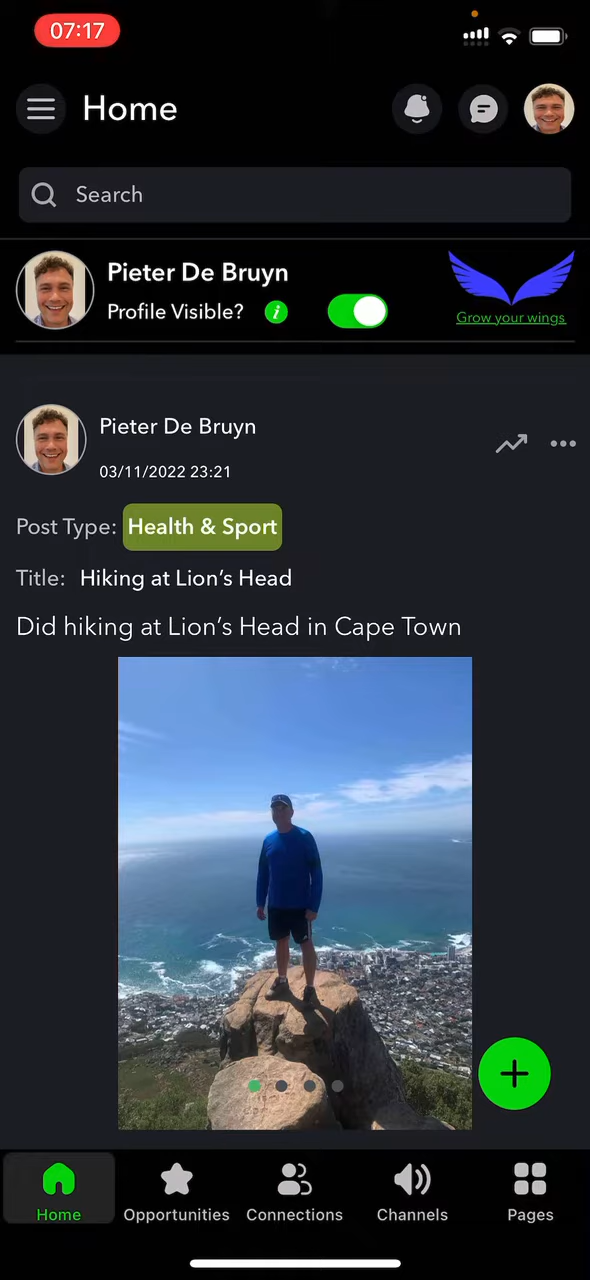 07:17
Home
Search
Pieter De Bruyn
Profile Visible?
Grow your wings
Pieter De Bruyn
03/11/2022 23:21
Post Type: Health & Sport
Title: Hiking at Lion’s Head
Did hiking at Lion’s Head in Cape Town
Home Opportunities Connections Channels Pages